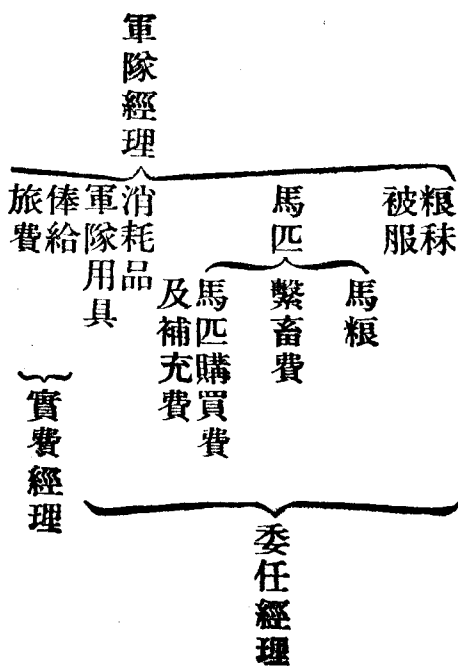 軍隊經理
粮秣
被服
馬匹
馬粮
繫畜費
馬匹購買費
及補充費
消耗品
軍隊用具
俸給
旅費
實費經理
委任經理